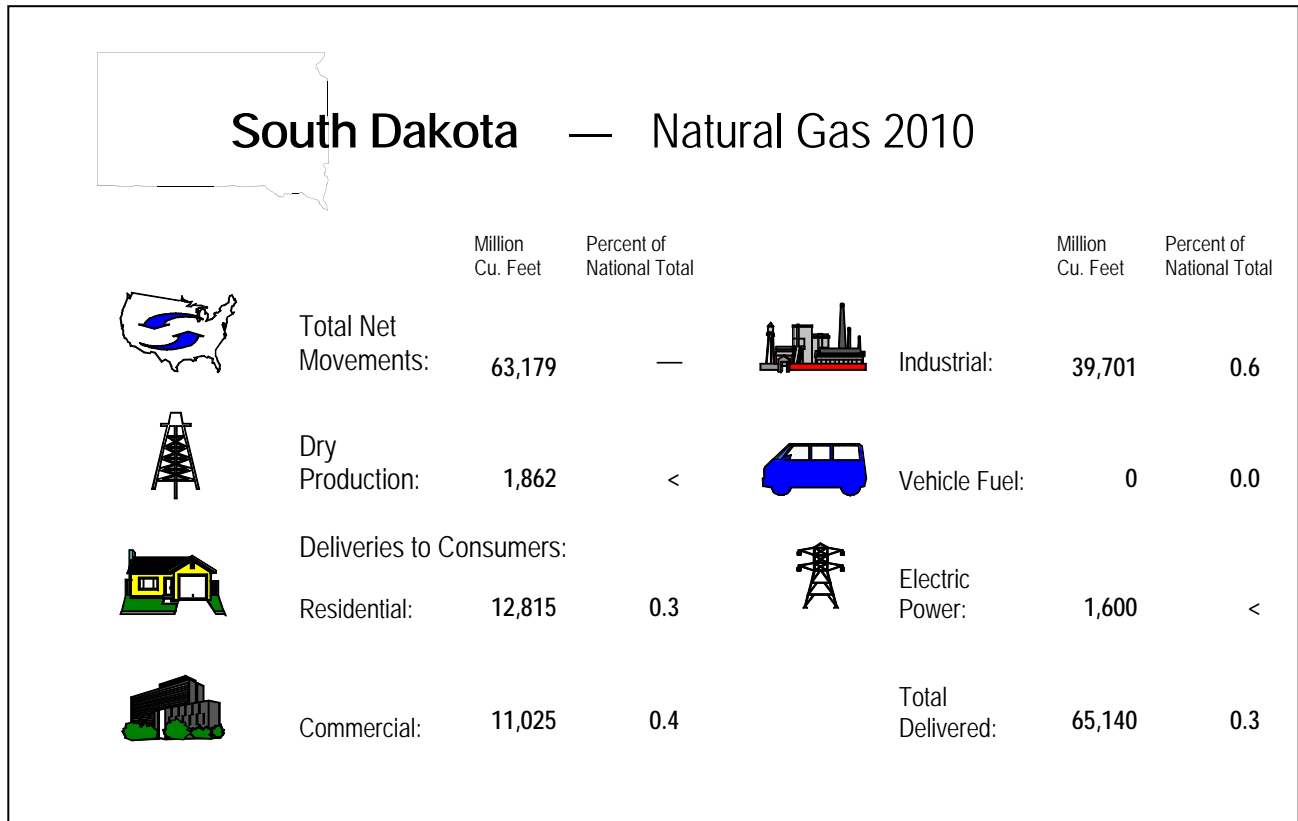 South Dakota — Natural Gas 2010
Million
Cu. Feet
Percent of
National Total
Total Net
Movements: 63,179 —
Dry
Production: 1,862 <
Deliveries to Consumers:
Residential: 12,815 0.3
Commercial: 11,025 0.4
Million
Cu. Feet
Percent of
National Total
Industrial: 39,701 0.6
Vehicle Fuel: 0 0.0
Electric
Power: 1,600 <
Total
Delivered: 65,140 0.3